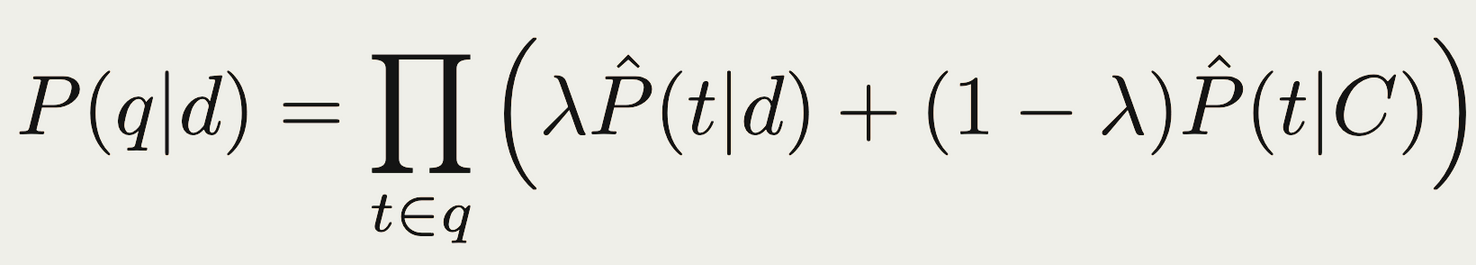 P(q|d) = ∏_{t∈q} (λP̂(t|d) + (1 − λ)P̂(t|C))